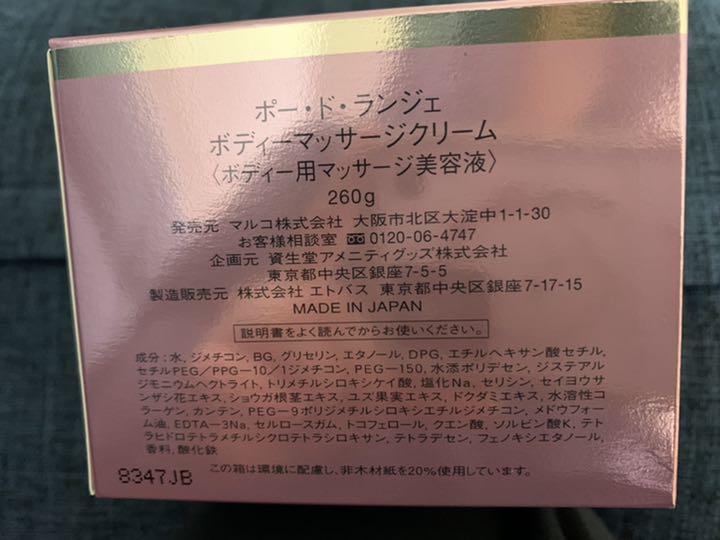 ポー・ド・ランジェ
ボディーマッサージクリーム
〈ボディー用マッサージ美容液〉
260g
発売元 マルコ株式会社 大阪市北区大淀中1-1-30
お客様相談室 0120-06-4747
企画元 資生堂アメニティグッズ株式会社
東京都中央区銀座7-5-5
製造販売元 株式会社 エトバス 東京都中央区銀座7-17-15
MADE IN JAPAN
説明書をよく読んでからお使いください。
成分:水, ジメチコン, BG, グリセリン, エタノール, DPG, エチルヘキサン酸セチル,
セチルPEG/PPG-10/1ジメチコン, PEG-150, 水添ポリデセン, ジステアル
ジモニウムヘクトライト, トリメチルシロキシケイ酸, 塩化Na, セリシン, セイヨウサ
ンザシ花エキス, ショウガ根茎エキス, ユズ果実エキス, ドクダミエキス, 水溶性コ
ラーゲン, カンテン, PEG-9ポリジメチルシロキシエチルジメチコン, メドウフォー
ム油, EDTA-3Na, セルロースガム, トコフェロール, クエン酸, ソルビン酸K, テト
ラヒドロテトラメチルシクロテトラシロキサン, テトラデセン, フェノキシエタノール,
香料, 酸化鉄
この箱は環境に配慮し、非木材紙を20%使用しています。
8347JB